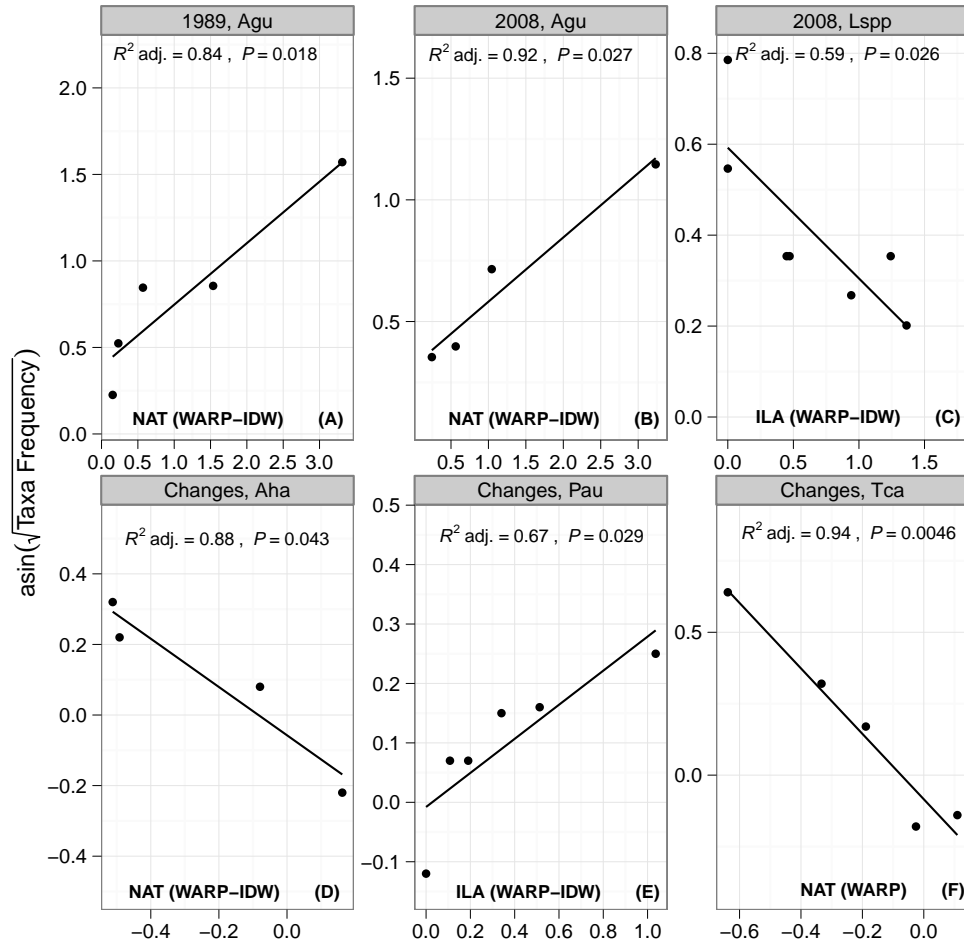 asin(√Taxa Frequency)
1989, Agu
R² adj. = 0.84 , P = 0.018
2.0
1.5
1.0
0.5
0.0
NAT (WARP−IDW) (A)
0.0 0.5 1.0 1.5 2.0 2.5 3.0
2008, Agu
R² adj. = 0.92 , P = 0.027
1.5
1.0
0.5
NAT (WARP−IDW) (B)
0.5 1.0 1.5 2.0 2.5 3.0
2008, Lspp
R² adj. = 0.59 , P = 0.026
0.8
0.6
0.4
0.2
0.0
ILA (WARP−IDW) (C)
0.0 0.5 1.0 1.5
Changes, Aha
R² adj. = 0.88 , P = 0.043
0.4
0.2
0.0
−0.2
−0.4
NAT (WARP−IDW) (D)
−0.4 −0.2 0.0
Changes, Pau
R² adj. = 0.67 , P = 0.029
0.5
0.4
0.3
0.2
0.1
0.0
−0.1
ILA (WARP−IDW) (E)
0.0 0.2 0.4 0.6 0.8 1.0
Changes, Tca
R² adj. = 0.94 , P = 0.0046
0.5
0.0
NAT (WARP) (F)
−0.6 −0.4 −0.2 0.0